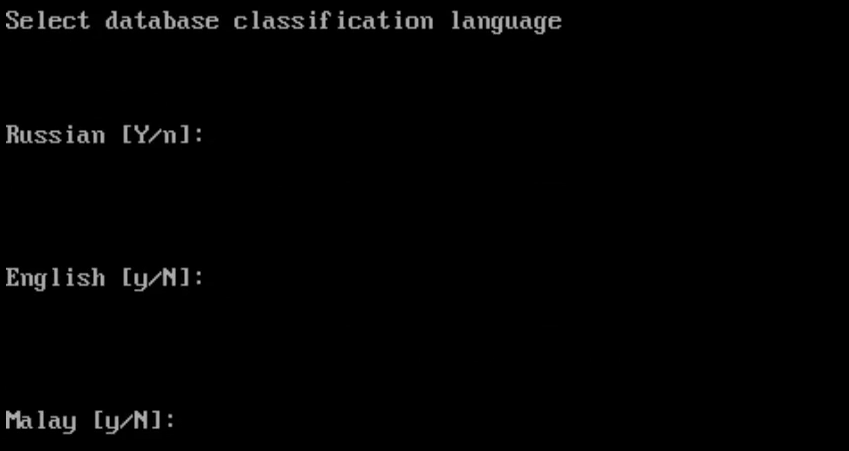 Select database classification language
Russian [Y/n]:
English [y/N]:
Malay [y/N]: